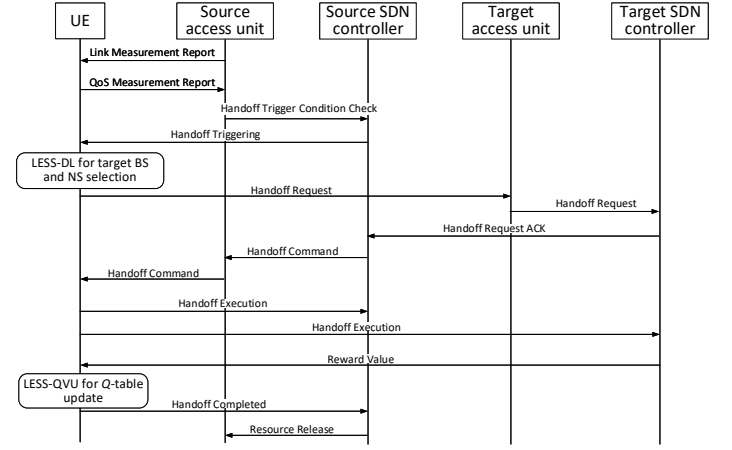 UE
Source
access unit
Source SDN
controller
Target
access unit
Target SDN
controller
Link Measurement Report
QoS Measurement Report
Handoff Trigger Condition Check
Handoff Triggering
LESS-DL for target BS
and NS selection
Handoff Request
Handoff Request
Handoff Request ACK
Handoff Command
Handoff Command
Handoff Execution
Handoff Execution
Reward Value
LESS-QVU for Q-table
update
Handoff Completed
Resource Release